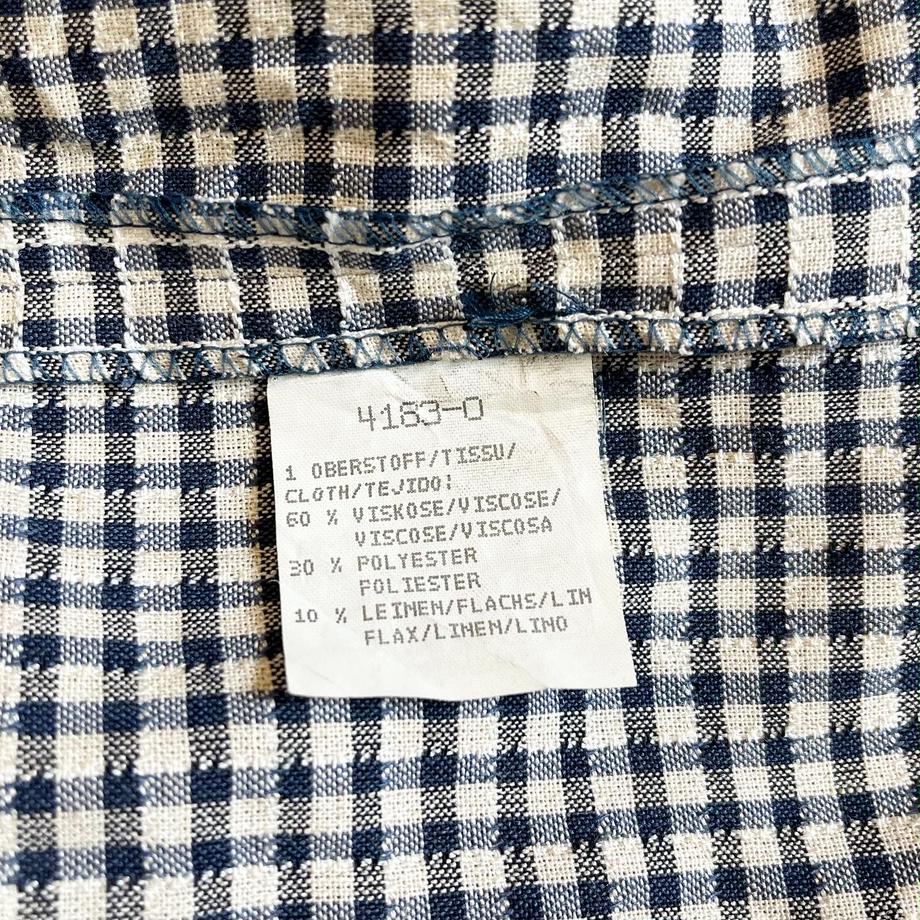 4163-0
1 OBERSTOFF/TISSU/
CLOTH/TEJIDO:
60 % VISKOSE/VISCOSE/
VISCOSE/VISCOSA
30 % POLYESTER
POLIESTER
10 % LEINEN/FLACHS/LIN
FLAX/LINEN/LINO